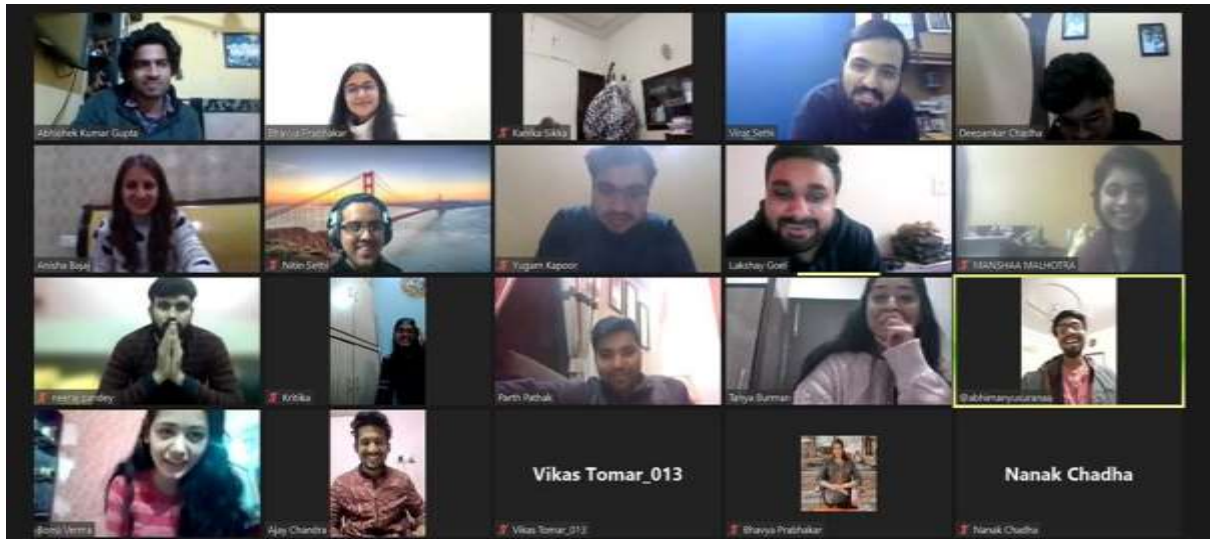 Abhishek Kumar Gupta
Bhavya Prabhakar
Kanika Sikka
Virat Sethi
Deepankar Chadha
Anisha Bajaj
Nitin Sethi
Yugam Kapoor
Lakshay Goel
MANSHAA MALHOTRA
neeraj pandey
Kritika
Parth Pathak
Tanya Burman
@abhimanyusuranaa
Verma
Ajay Chandra
Vikas Tomar_013
Vikas Tomar_013
Bhavya Prabhakar
Nanak Chadha
Nanak Chadha